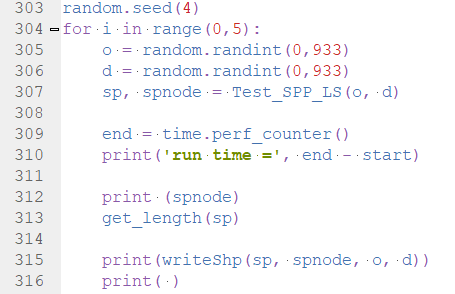 303 random.seed(4)
304 for i in range(0,5):
305     o = random.randint(0,933)
306     d = random.randint(0,933)
307     sp, spnode = Test_SPP_LS(o, d)
308
309     end = time.perf_counter()
310     print('run time =', end - start)
311
312     print (spnode)
313     get_length(sp)
314
315     print(writeShp(sp, spnode, o, d))
316     print( )